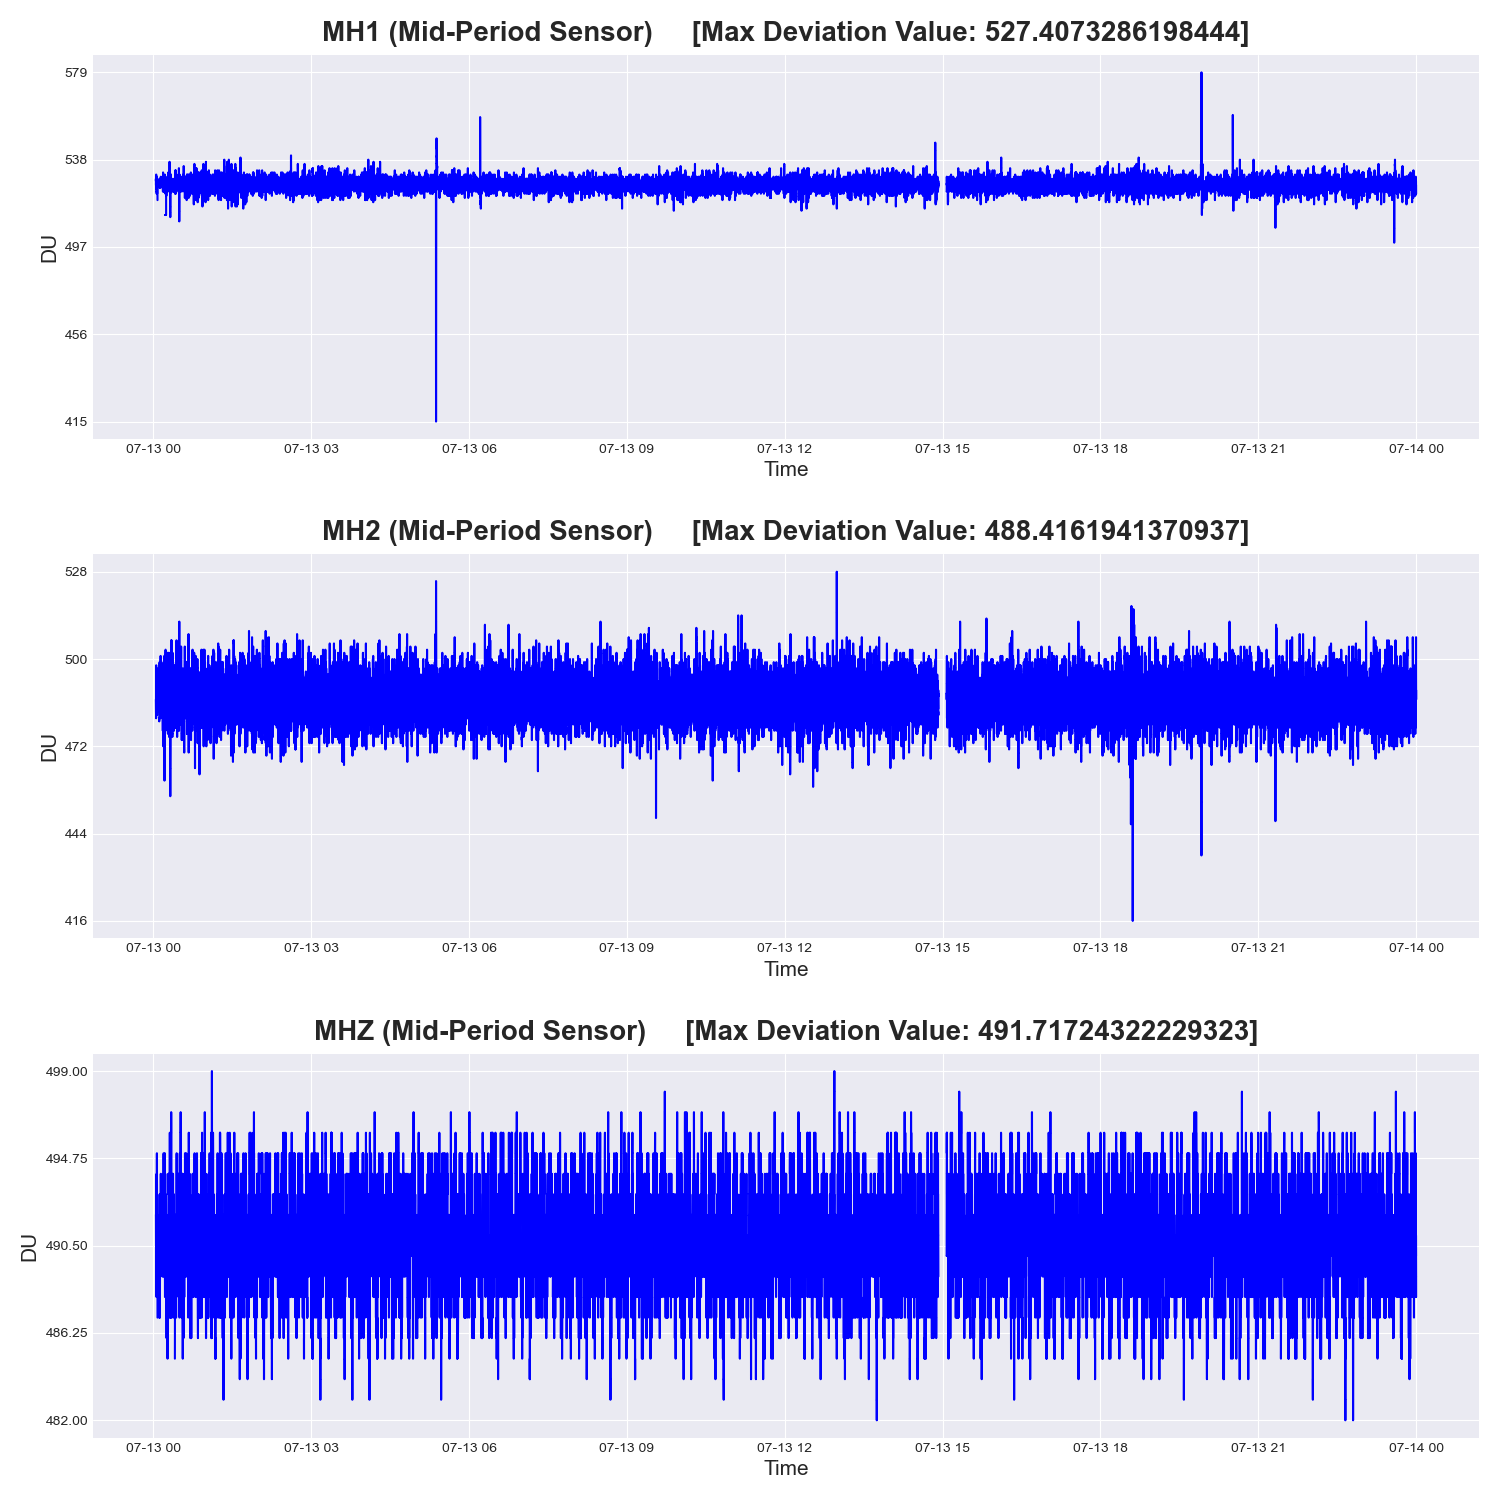 MH1 (Mid-Period Sensor) [Max Deviation Value: 527.4073286198444]
579
538
497
456
415
DU
07-13 00 07-13 03 07-13 06 07-13 09 07-13 12 07-13 15 07-13 18 07-13 21 07-14 00
Time
MH2 (Mid-Period Sensor) [Max Deviation Value: 488.4161941370937]
528
500
472
444
416
DU
07-13 00 07-13 03 07-13 06 07-13 09 07-13 12 07-13 15 07-13 18 07-13 21 07-14 00
Time
MHZ (Mid-Period Sensor) [Max Deviation Value: 491.71724322229323]
499.00
494.75
490.50
486.25
482.00
DU
07-13 00 07-13 03 07-13 06 07-13 09 07-13 12 07-13 15 07-13 18 07-13 21 07-14 00
Time